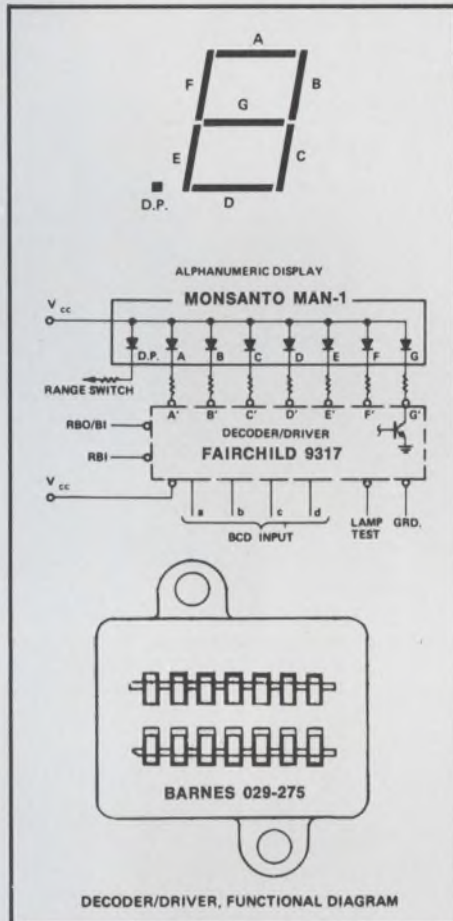 A
F
B
G
E
C
D.P.
D
ALPHANUMERIC DISPLAY
MONSANTO MAN-1
Vcc
D.P. A B C D E F G
RANGE SWITCH
A' B' C' D' E' F' G'
RBO/BI
DECODER/DRIVER
FAIRCHILD 9317
RBI
Vcc
a b c d
BCD INPUT
LAMP TEST
GRD.
BARNES 029-275
DECODER/DRIVER, FUNCTIONAL DIAGRAM